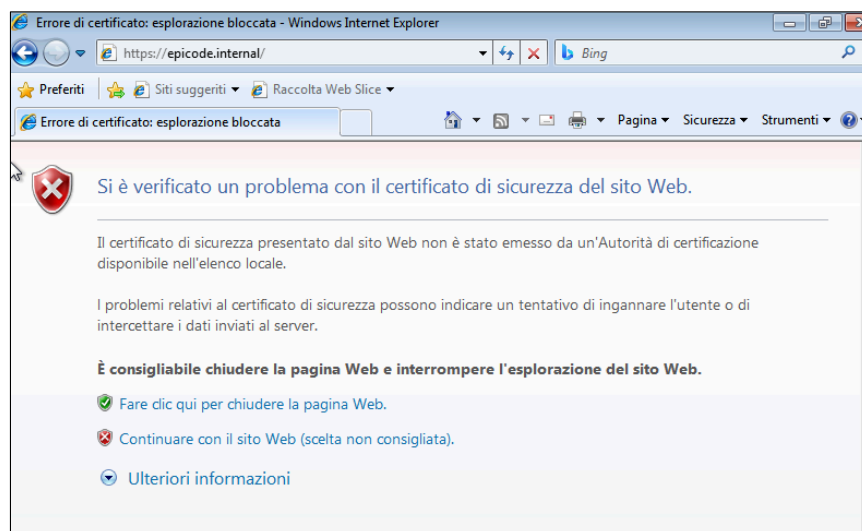 Errore di certificato: esplorazione bloccata - Windows Internet Explorer
https://epicode.internal/
Bing
Preferiti Siti suggeriti Raccolta Web Slice
Errore di certificato: esplorazione bloccata Pagina Sicurezza Strumenti
Si è verificato un problema con il certificato di sicurezza del sito Web.
Il certificato di sicurezza presentato dal sito Web non è stato emesso da un'Autorità di certificazione
disponibile nell'elenco locale.
I problemi relativi al certificato di sicurezza possono indicare un tentativo di ingannare l'utente o di
intercettare i dati inviati al server.
È consigliabile chiudere la pagina Web e interrompere l'esplorazione del sito Web.
Fare clic qui per chiudere la pagina Web.
Continuare con il sito Web (scelta non consigliata).
Ulteriori informazioni